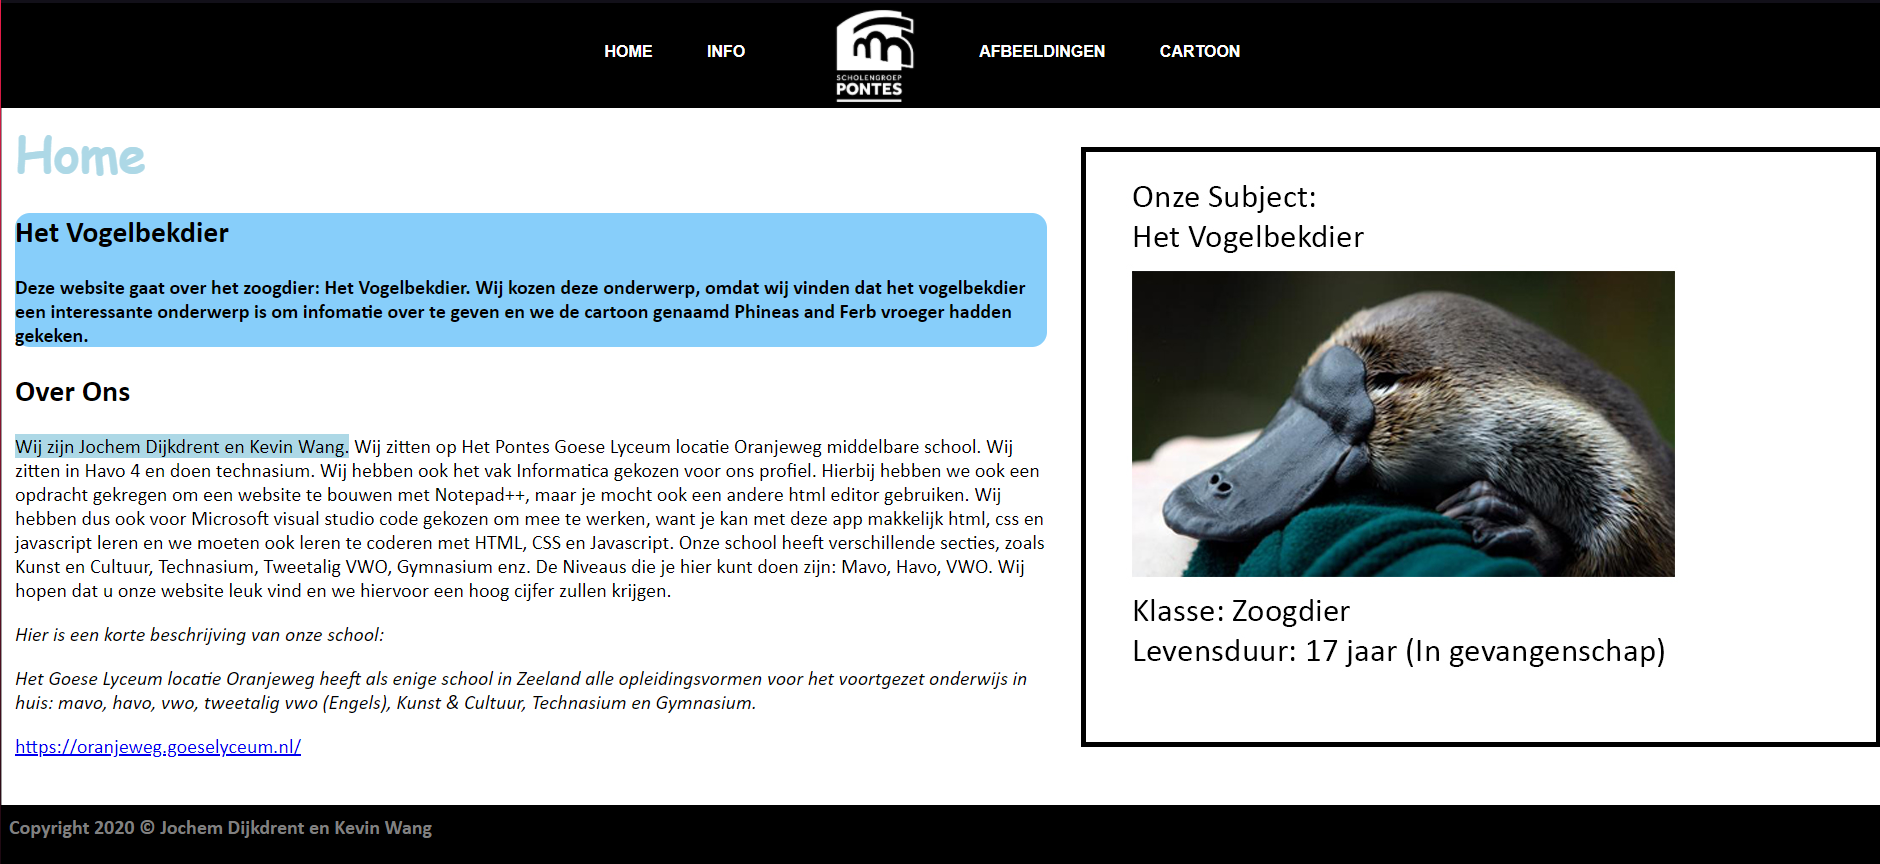 HOME INFO SCHOLENGROEP PONTES AFBEELDINGEN CARTOON
Home
Het Vogelbekdier
Deze website gaat over het zoogdier: Het Vogelbekdier. Wij kozen deze onderwerp, omdat wij vinden dat het vogelbekdier
een interessante onderwerp is om infomatie over te geven en we de cartoon genaamd Phineas and Ferb vroeger hadden
gekeken.
Over Ons
Wij zijn Jochem Dijkdrent en Kevin Wang. Wij zitten op Het Pontes Goese Lyceum locatie Oranjeweg middelbare school. Wij
zitten in Havo 4 en doen technasium. Wij hebben ook het vak Informatica gekozen voor ons profiel. Hierbij hebben we ook een
opdracht gekregen om een website te bouwen met Notepad++, maar je mocht ook een andere html editor gebruiken. Wij
hebben dus ook voor Microsoft visual studio code gekozen om mee te werken, want je kan met deze app makkelijk html, css en
javascript leren en we moeten ook leren te coderen met HTML, CSS en Javascript. Onze school heeft verschillende secties, zoals
Kunst en Cultuur, Technasium, Tweetalig VWO, Gymnasium enz. De Niveaus die je hier kunt doen zijn: Mavo, Havo, VWO. Wij
hopen dat u onze website leuk vind en we hiervoor een hoog cijfer zullen krijgen.
Hier is een korte beschrijving van onze school:
Het Goese Lyceum locatie Oranjeweg heeft als enige school in Zeeland alle opleidingsvormen voor het voortgezet onderwijs in
huis: mavo, havo, vwo, tweetalig vwo (Engels), Kunst & Cultuur, Technasium en Gymnasium.
https://oranjeweg.goeselyceum.nl/
Onze Subject:
Het Vogelbekdier
Klasse: Zoogdier
Levensduur: 17 jaar (In gevangenschap)
Copyright 2020 © Jochem Dijkdrent en Kevin Wang